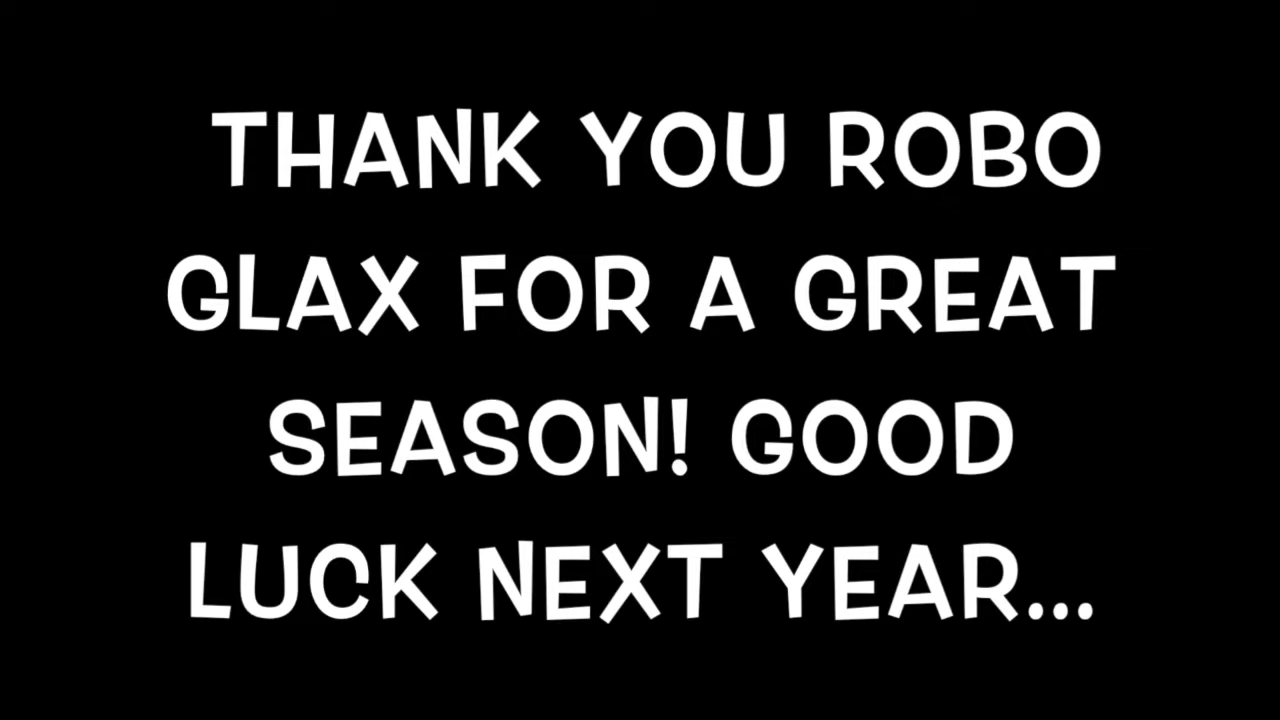 THANK YOU ROBO
GLAX FOR A GREAT
SEASON! GOOD
LUCK NEXT YEAR...